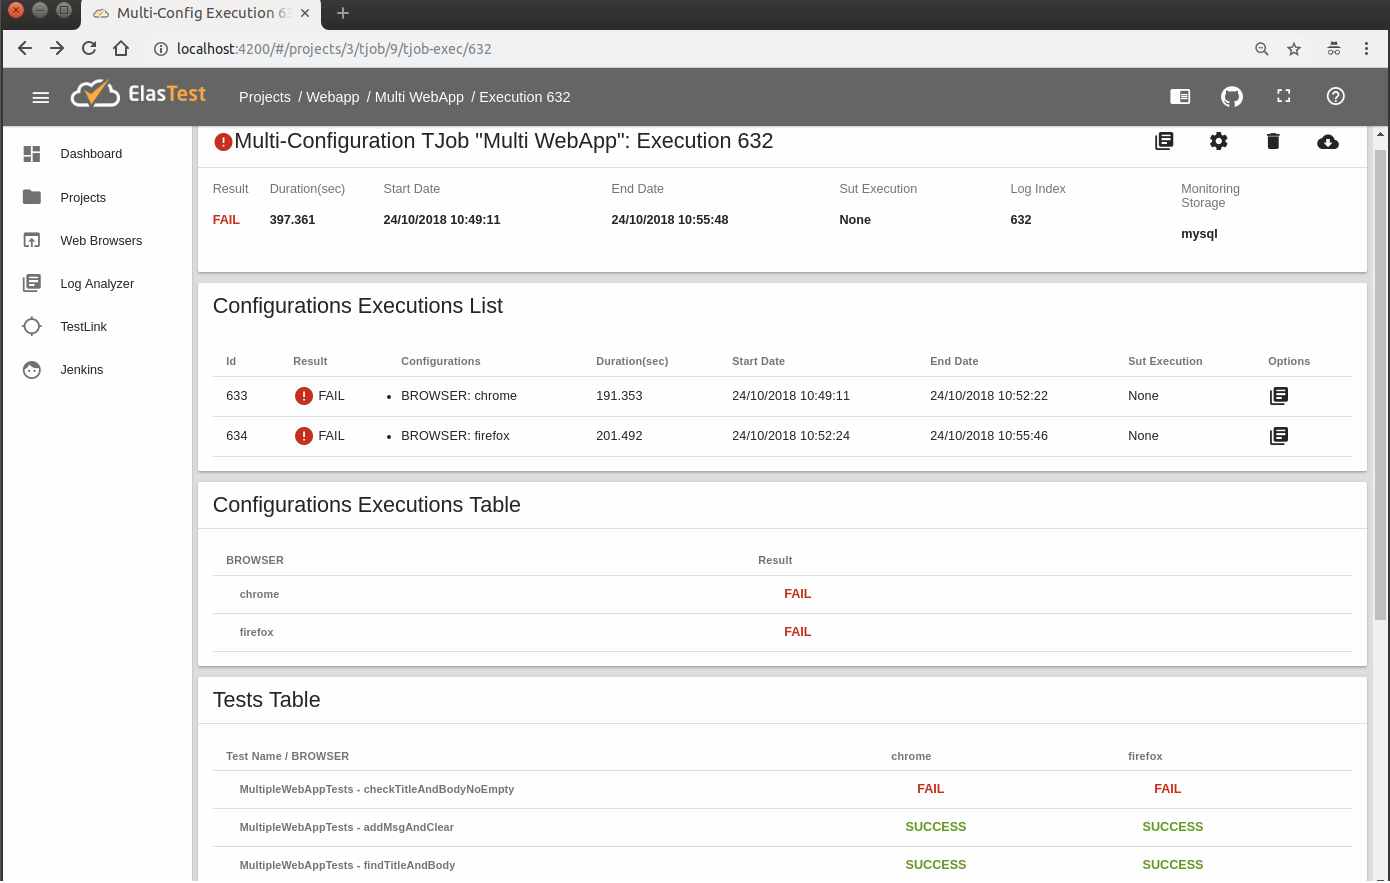 Multi-Config Execution 63
localhost:4200/#/projects/3/tjob/9/tjob-exec/632
ElasTest
Projects / Webapp / Multi WebApp / Execution 632
Dashboard
Projects
Web Browsers
Log Analyzer
TestLink
Jenkins
Multi-Configuration TJob "Multi WebApp": Execution 632
Result Duration(sec) Start Date End Date Sut Execution Log Index Monitoring Storage
FAIL 397.361 24/10/2018 10:49:11 24/10/2018 10:55:48 None 632 mysql
Configurations Executions List
Id Result Configurations Duration(sec) Start Date End Date Sut Execution Options
633 FAIL • BROWSER: chrome 191.353 24/10/2018 10:49:11 24/10/2018 10:52:22 None
634 FAIL • BROWSER: firefox 201.492 24/10/2018 10:52:24 24/10/2018 10:55:46 None
Configurations Executions Table
BROWSER Result
chrome FAIL
firefox FAIL
Tests Table
Test Name / BROWSER chrome firefox
MultipleWebAppTests - checkTitleAndBodyNoEmpty FAIL FAIL
MultipleWebAppTests - addMsgAndClear SUCCESS SUCCESS
MultipleWebAppTests - findTitleAndBody SUCCESS SUCCESS